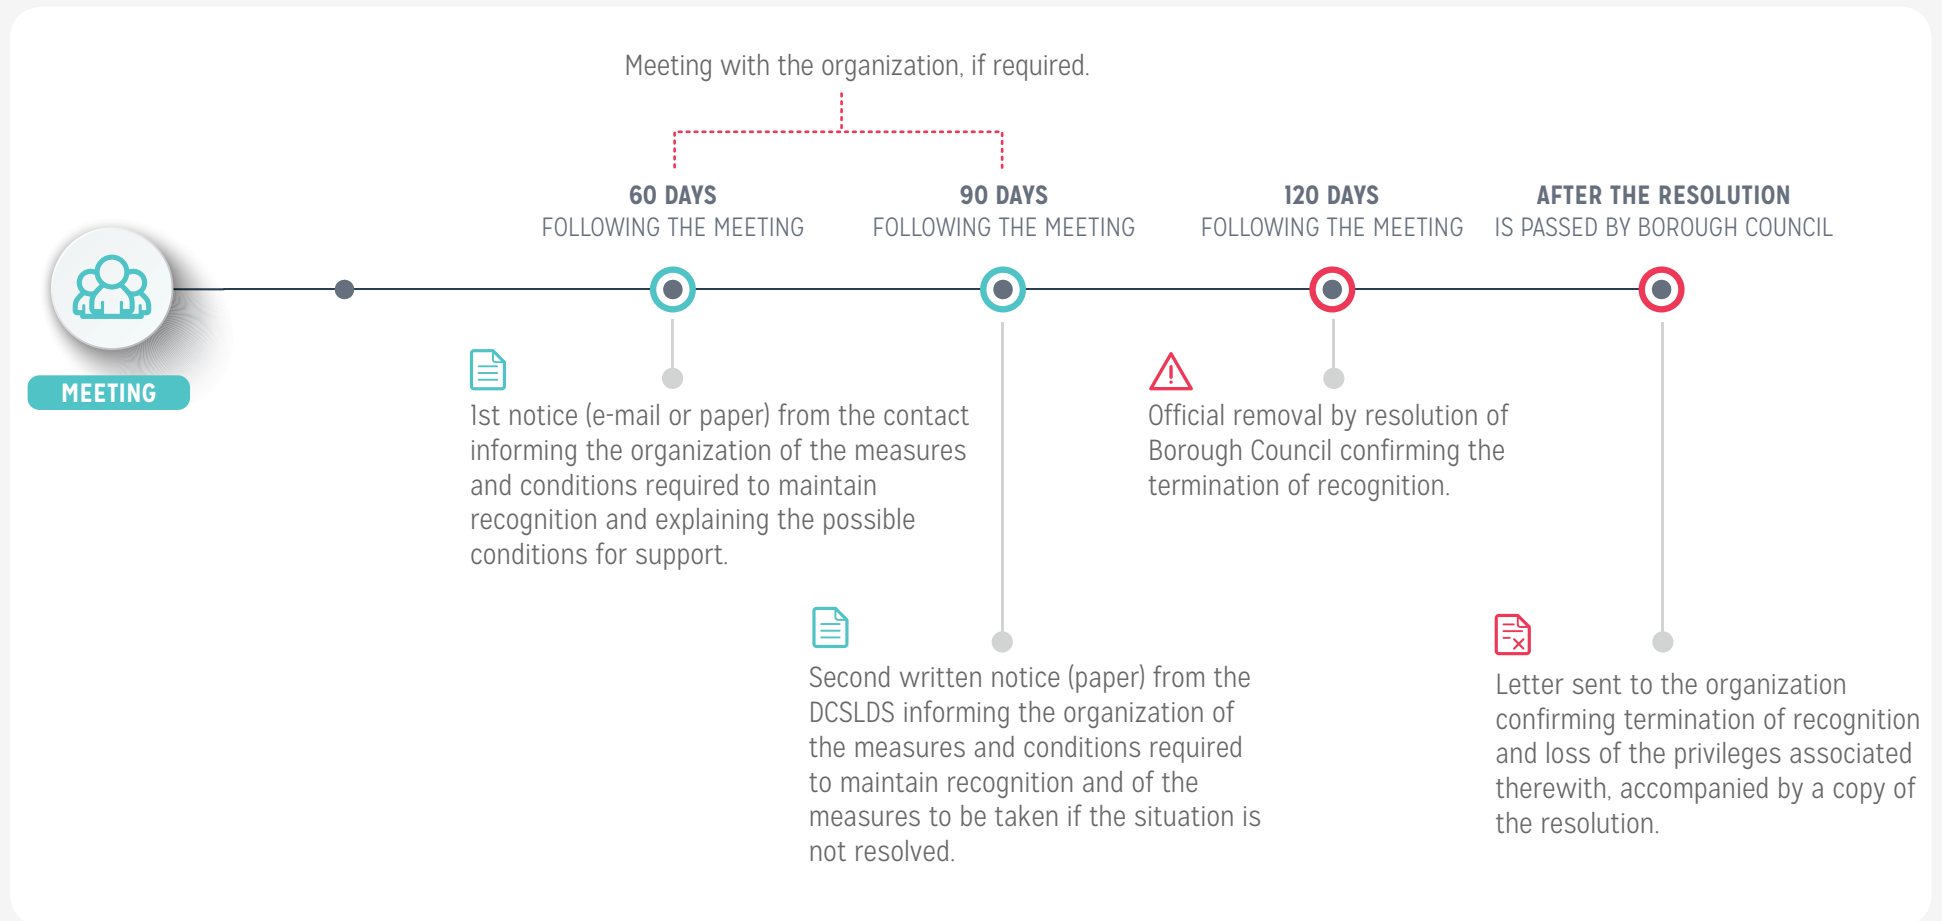 Meeting with the organization, if required.
60 DAYS
FOLLOWING THE MEETING
90 DAYS
FOLLOWING THE MEETING
120 DAYS
FOLLOWING THE MEETING
AFTER THE RESOLUTION
IS PASSED BY BOROUGH COUNCIL
MEETING
1st notice (e-mail or paper) from the contact
informing the organization of the measures
and conditions required to maintain
recognition and explaining the possible
conditions for support.
Second written notice (paper) from the
DCSLDS informing the organization of
the measures and conditions required
to maintain recognition and of the
measures to be taken if the situation is
not resolved.
Official removal by resolution of
Borough Council confirming the
termination of recognition.
Letter sent to the organization
confirming termination of recognition
and loss of the privileges associated
therewith, accompanied by a copy of
the resolution.